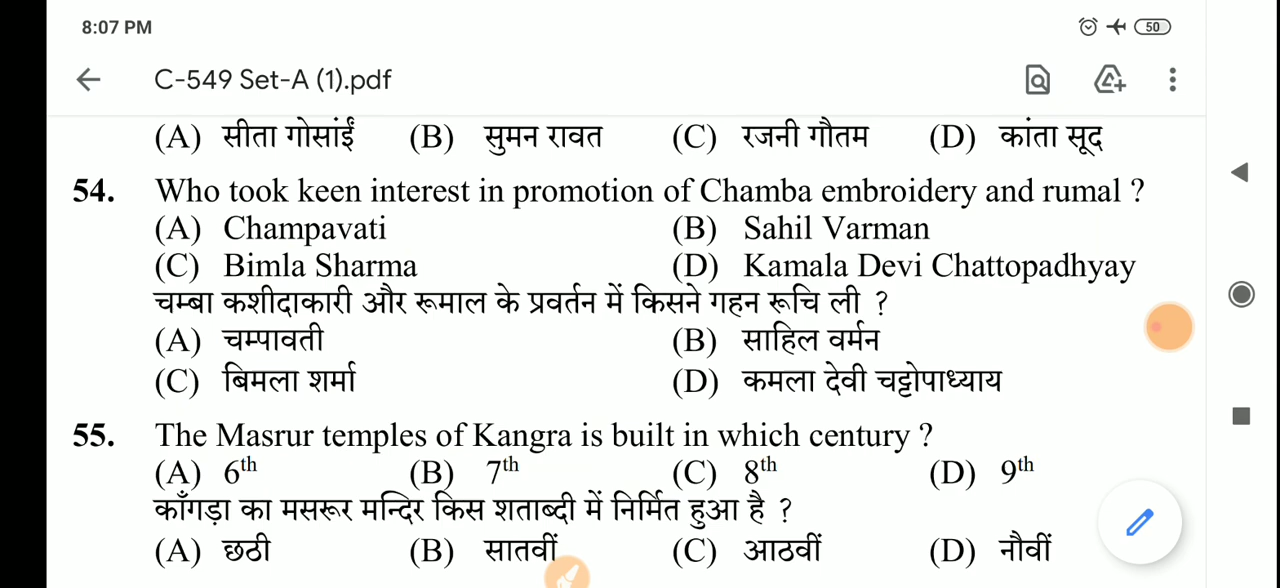 8:07 PM
50
C-549 Set-A (1).pdf
(A) सीता गोसांईं (B) सुमन रावत (C) रजनी गौतम (D) कांता सूद
54. Who took keen interest in promotion of Chamba embroidery and rumal ?
(A) Champavati (B) Sahil Varman
(C) Bimla Sharma (D) Kamala Devi Chattopadhyay
चम्बा कशीदाकारी और रूमाल के प्रवर्तन में किसने गहन रूचि ली ?
(A) चम्पावती (B) साहिल वर्मन
(C) बिमला शर्मा (D) कमला देवी चट्टोपाध्याय
55. The Masrur temples of Kangra is built in which century ?
(A) 6th (B) 7th (C) 8th (D) 9th
काँगड़ा का मसरूर मन्दिर किस शताब्दी में निर्मित हुआ है ?
(A) छठी (B) सातवीं (C) आठवीं (D) नौवीं